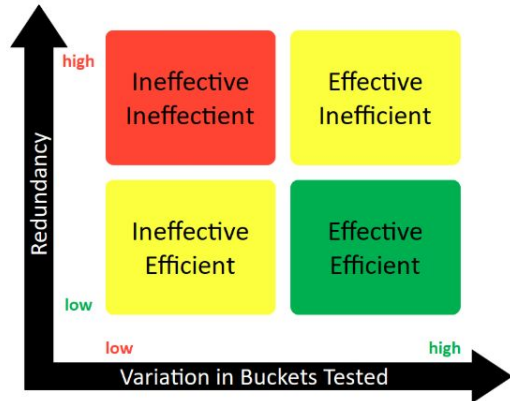 high
Ineffective
Ineffectient
Effective
Inefficient
Redundancy
Ineffective
Efficient
Effective
Efficient
low
low
high
Variation in Buckets Tested